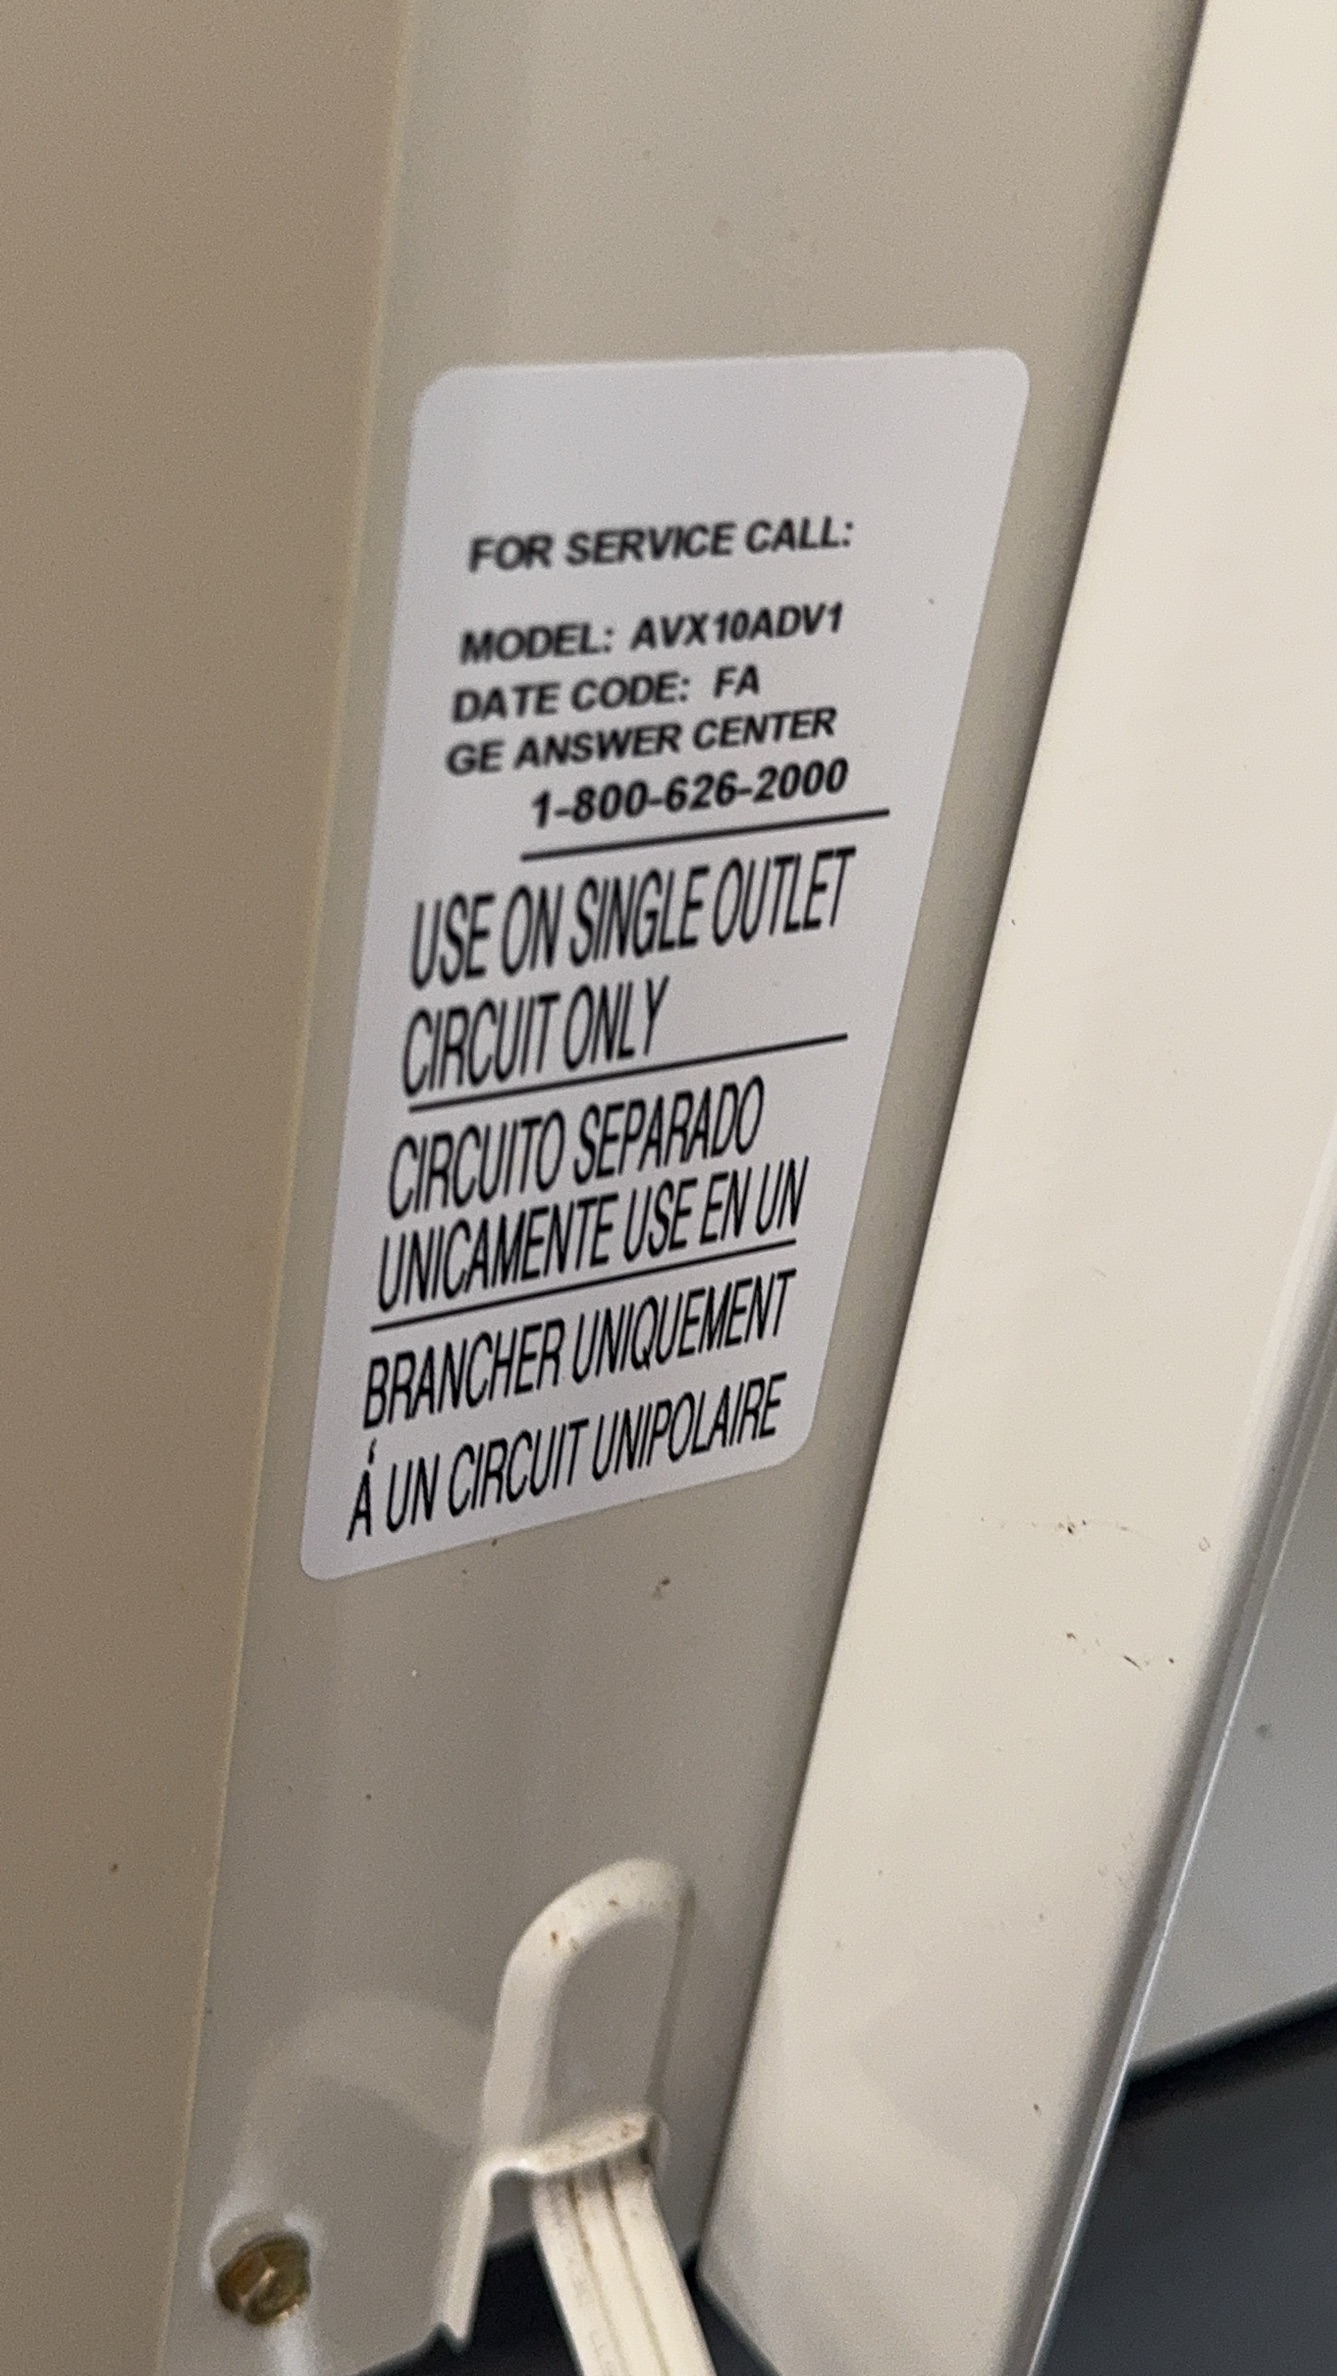 FOR SERVICE CALL:
MODEL: AVX10ADV1
DATE CODE: FA
GE ANSWER CENTER
1-800-626-2000
USE ON SINGLE OUTLET
CIRCUIT ONLY
CIRCUITO SEPARADO
UNICAMENTE USE EN UN
BRANCHER UNIQUEMENT
Á UN CIRCUIT UNIPOLAIRE